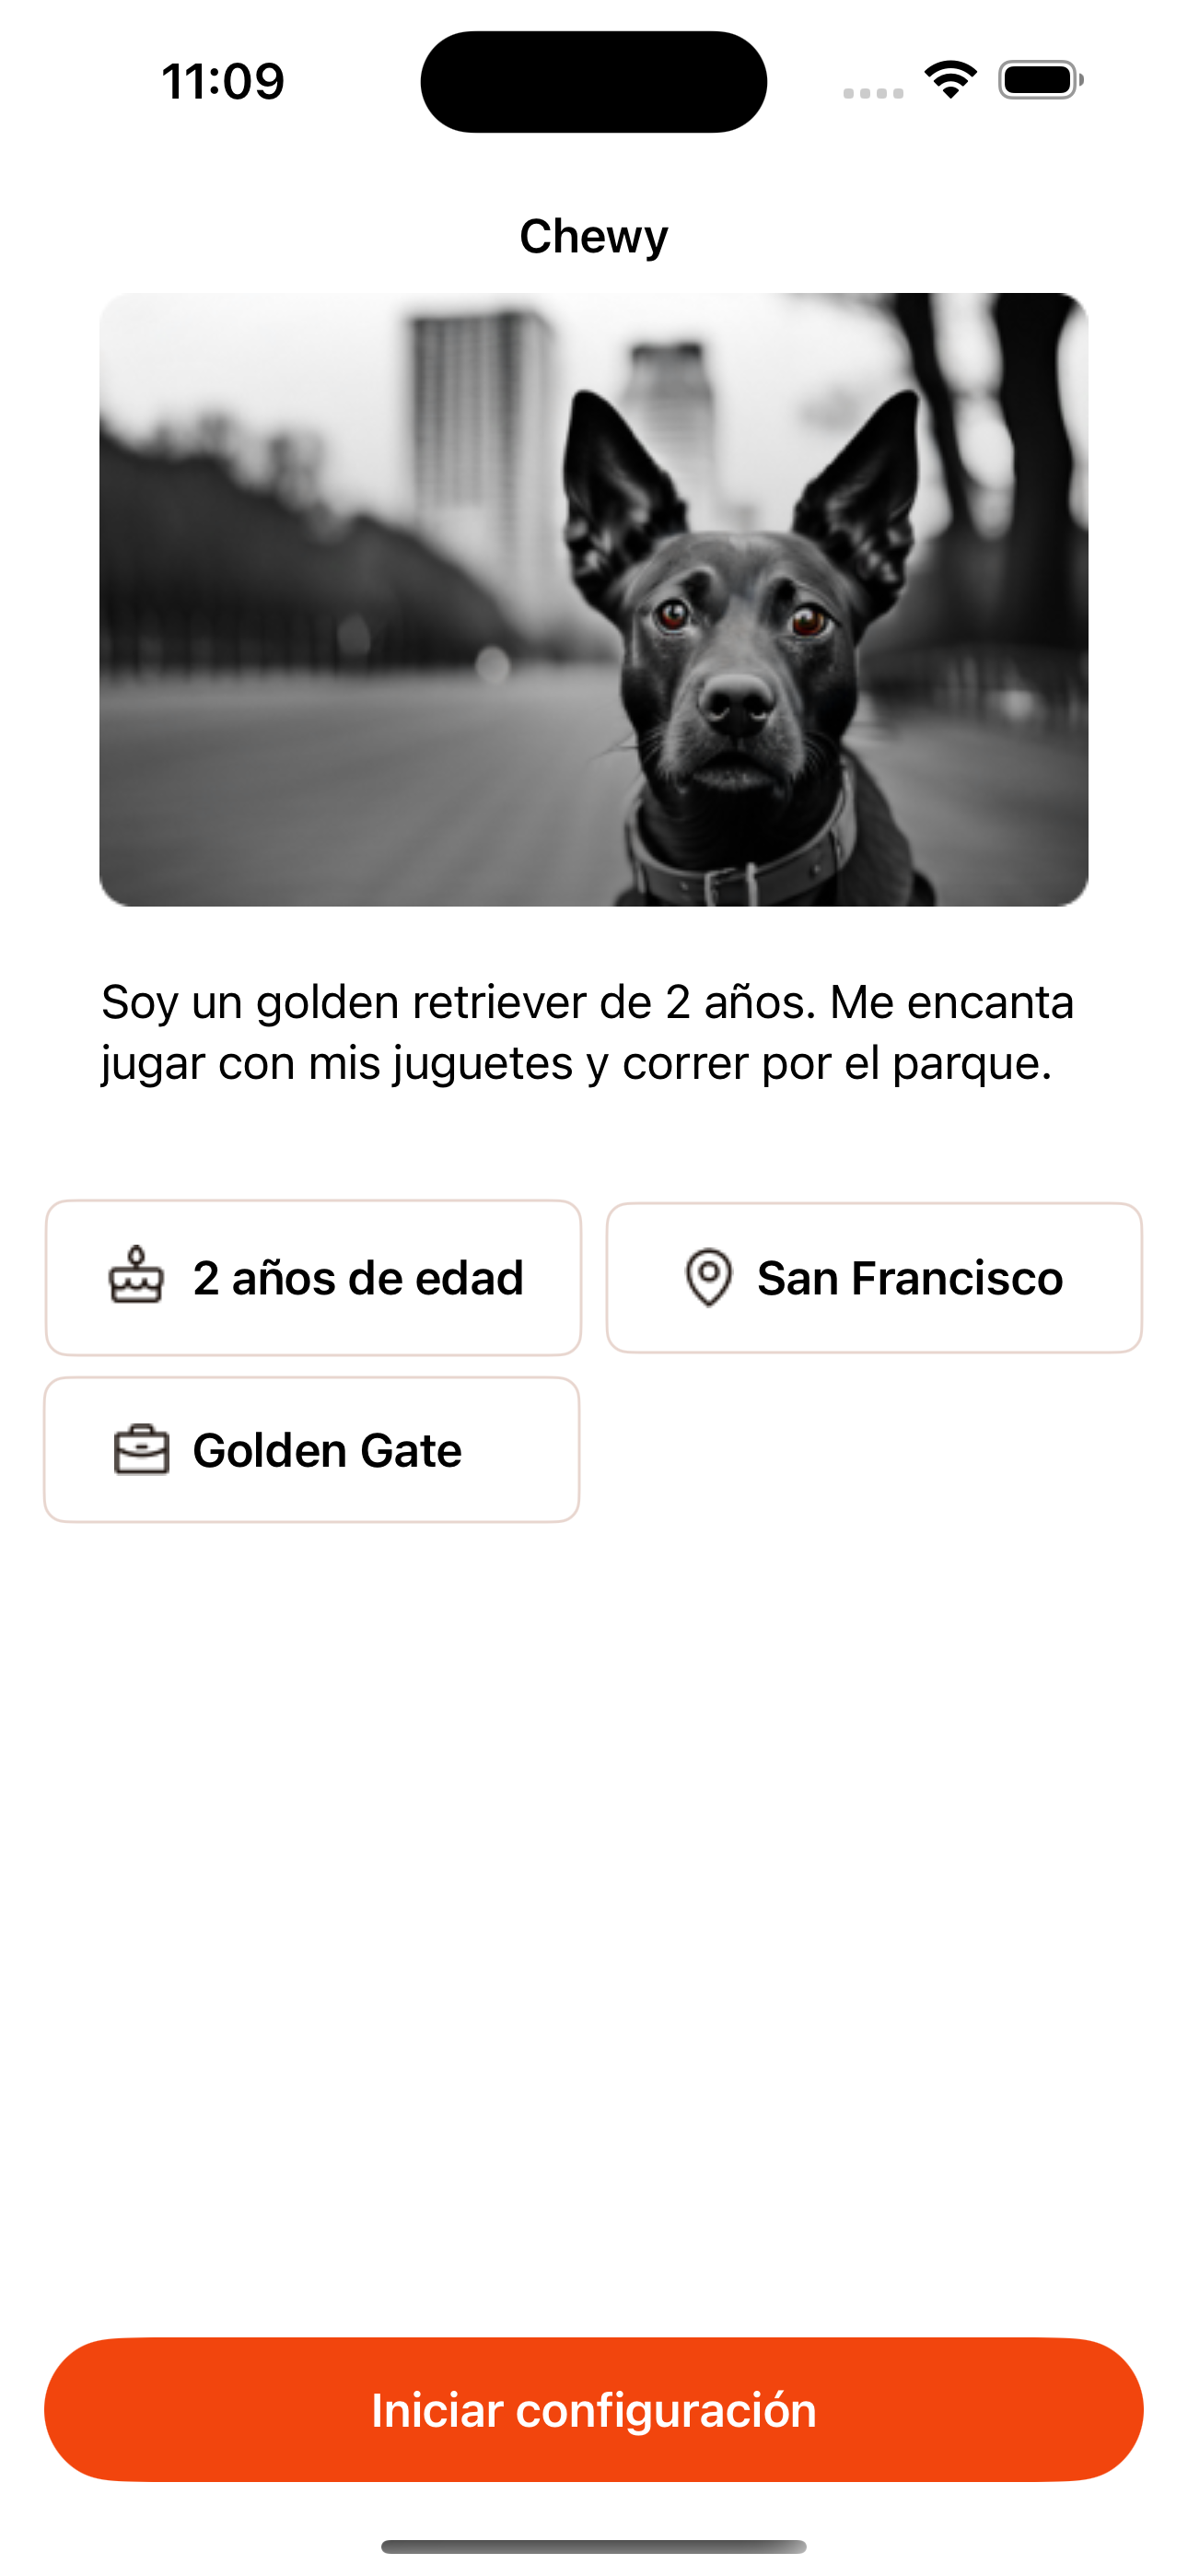 11:09
Chewy
Soy un golden retriever de 2 años. Me encanta
jugar con mis juguetes y correr por el parque.
2 años de edad
San Francisco
Golden Gate
Iniciar configuración